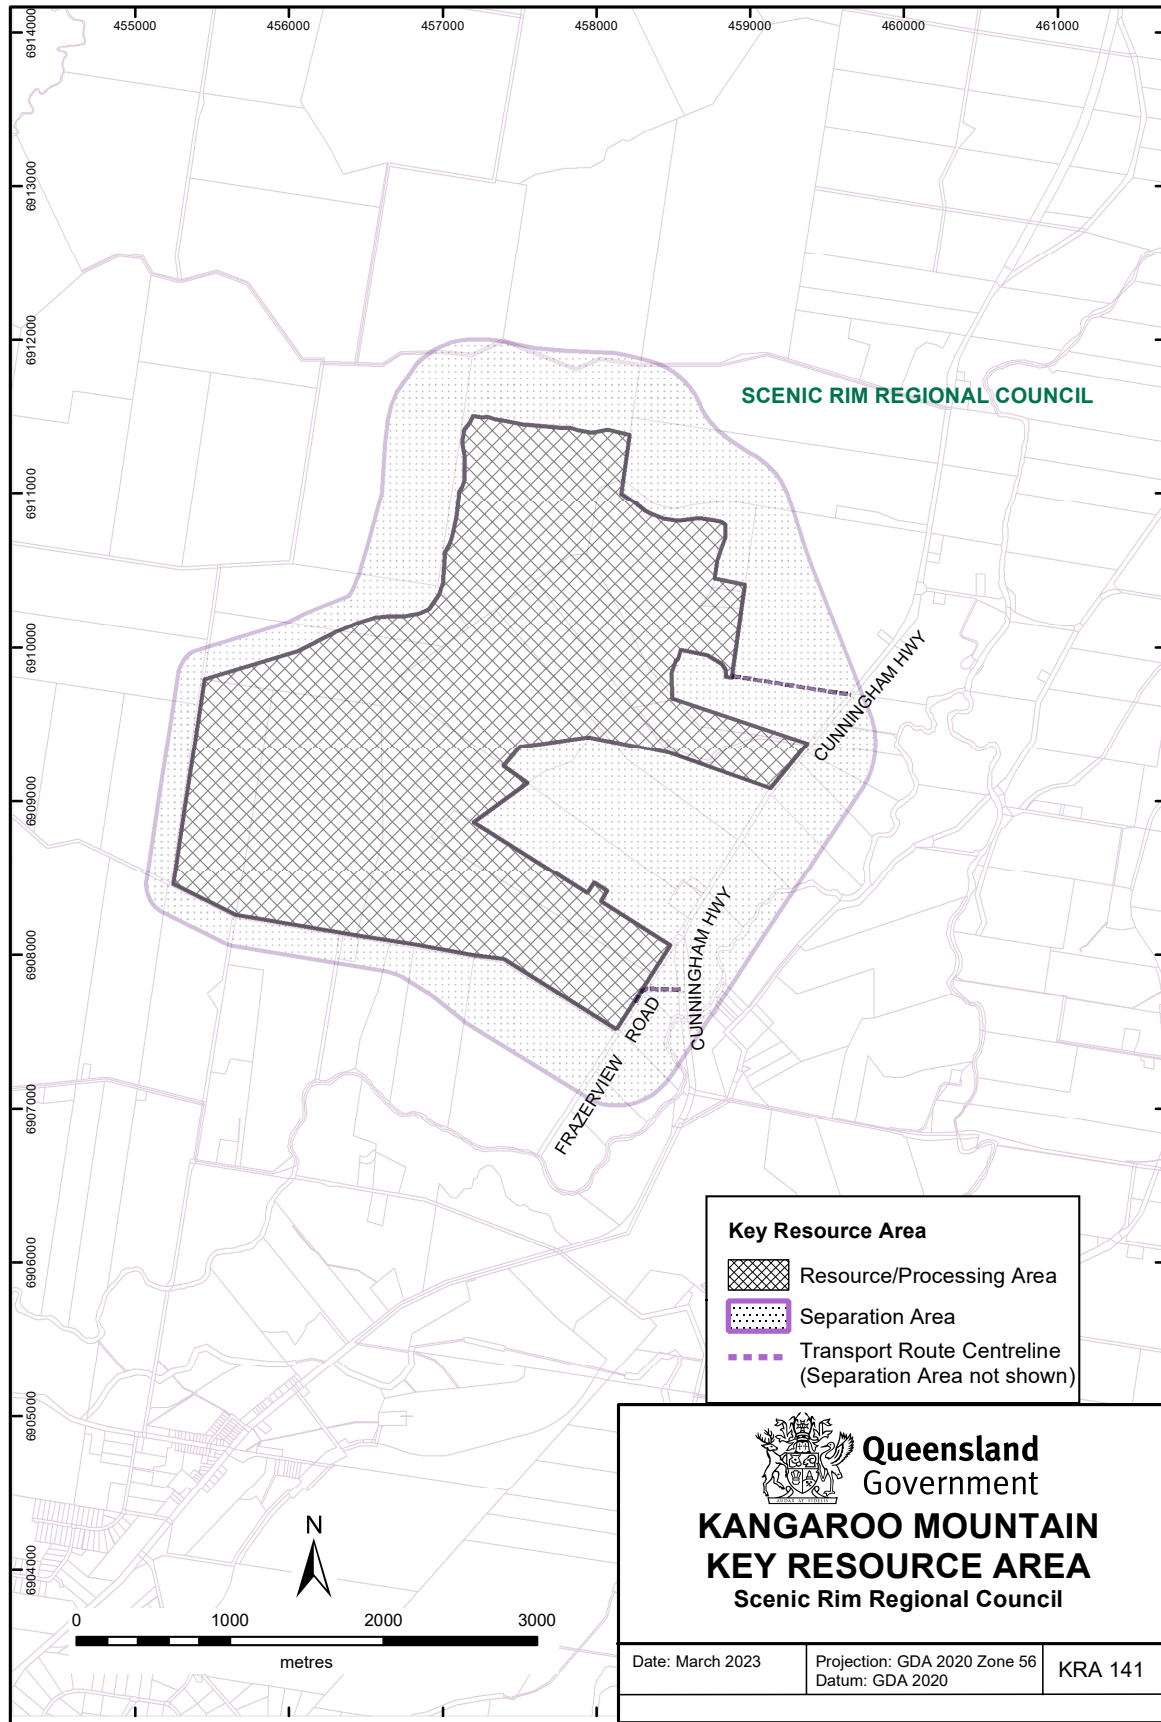 455000
456000
457000
458000
459000
460000
461000
6914000
6913000
6912000
6911000
6910000
6909000
6908000
6907000
6906000
6905000
6904000
SCENIC RIM REGIONAL COUNCIL
CUNNINGHAM HWY
CUNNINGHAM HWY
FRAZERVIEW ROAD
Key Resource Area
Resource/Processing Area
Separation Area
Transport Route Centreline
(Separation Area not shown)
Queensland
Government
AUDAX AT FIDELIS
KANGAROO MOUNTAIN
KEY RESOURCE AREA
Scenic Rim Regional Council
N
0 1000 2000 3000
metres
Date: March 2023
Projection: GDA 2020 Zone 56
Datum: GDA 2020
KRA 141